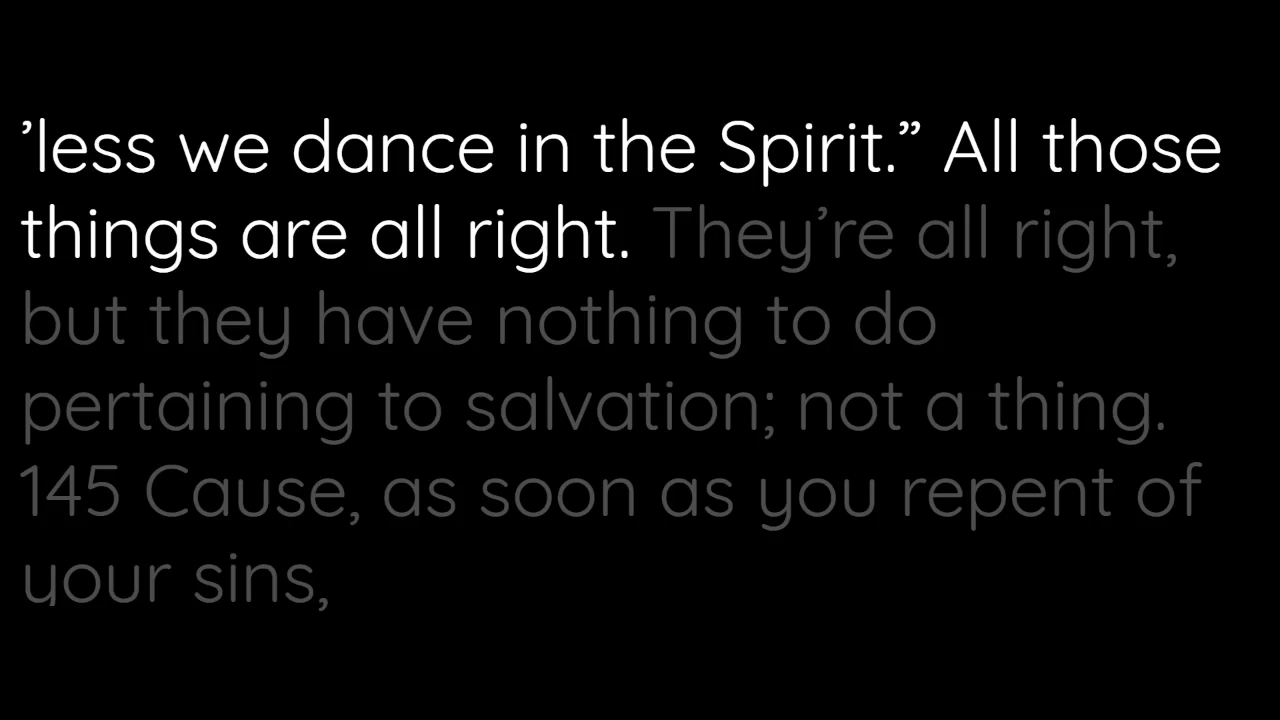 ’less we dance in the Spirit.” All those
things are all right. They’re all right,
but they have nothing to do
pertaining to salvation; not a thing.
145 Cause, as soon as you repent of
your sins,